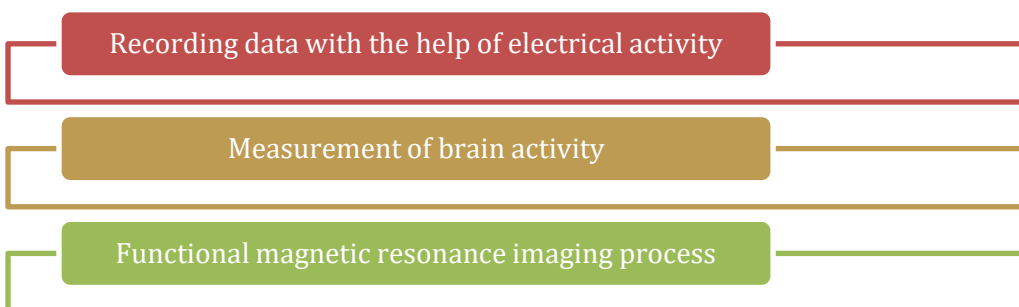 Recording data with the help of electrical activity
Measurement of brain activity
Functional magnetic resonance imaging process